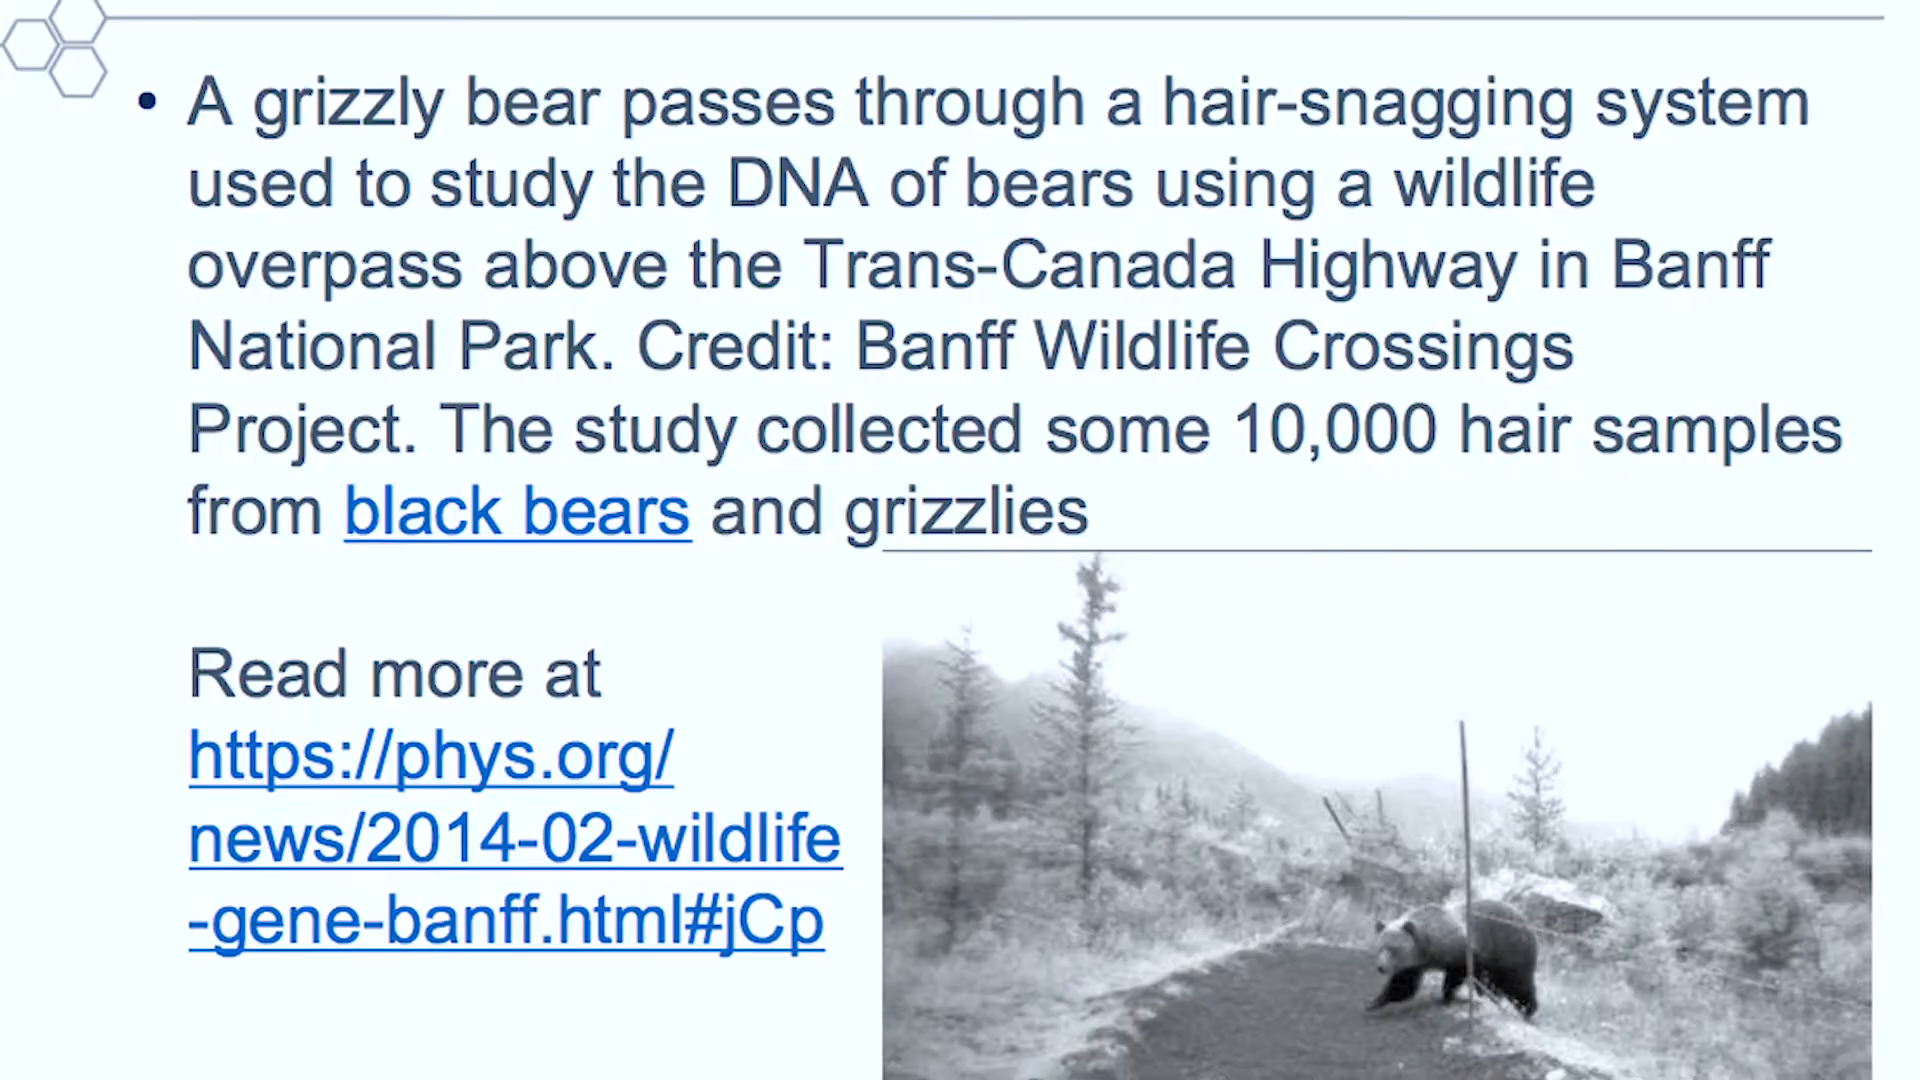 • A grizzly bear passes through a hair-snagging system
used to study the DNA of bears using a wildlife
overpass above the Trans-Canada Highway in Banff
National Park. Credit: Banff Wildlife Crossings
Project. The study collected some 10,000 hair samples
from black bears and grizzlies
Read more at
https://phys.org/
news/2014-02-wildlife
-gene-banff.html#jCp